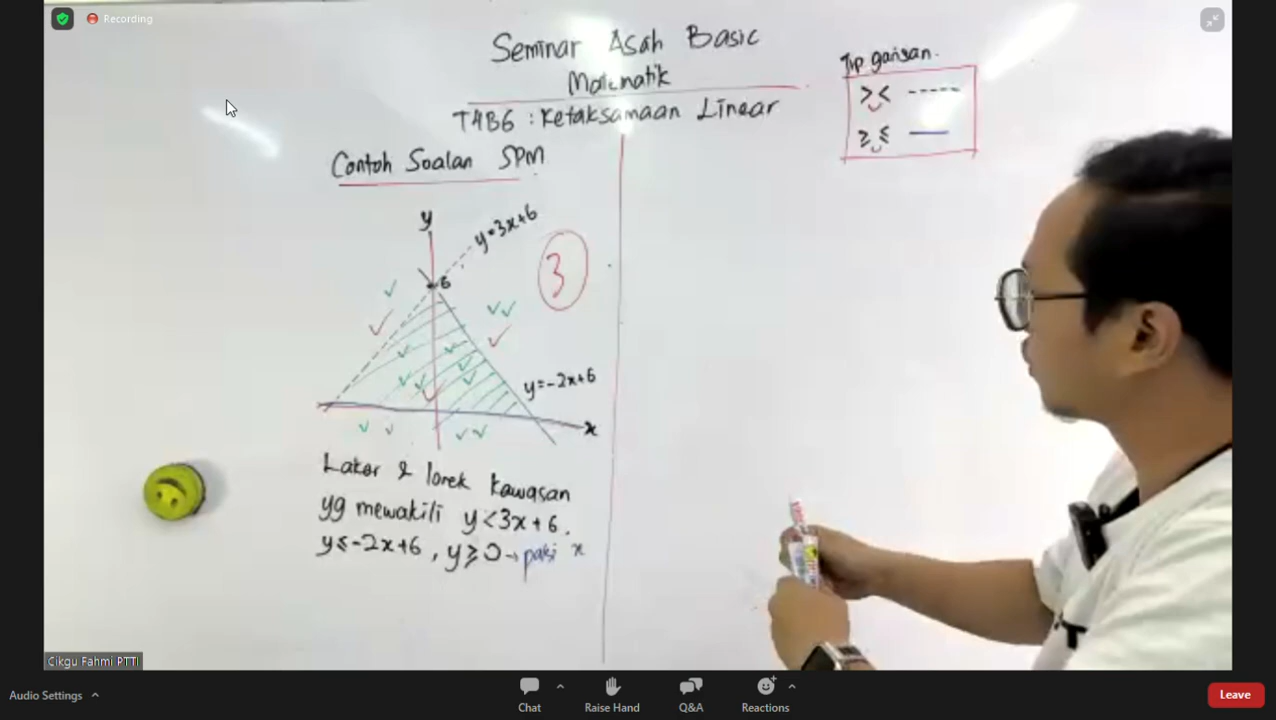 Recording
Seminar Asah Basic
Matematik
T4B6 : Ketaksamaan Linear
Tip garisan.
> < -----
≥ ≤ —
Contoh Soalan SPM
y
y=3x+6
6
3
y=-2x+6
x
Lakar & lorek kawasan
yg mewakili y<3x+6,
y≤-2x+6, y≥0→paksi x
Cikgu Fahmi PTTI
Audio Settings
Chat
Raise Hand
Q&A
Reactions
Leave